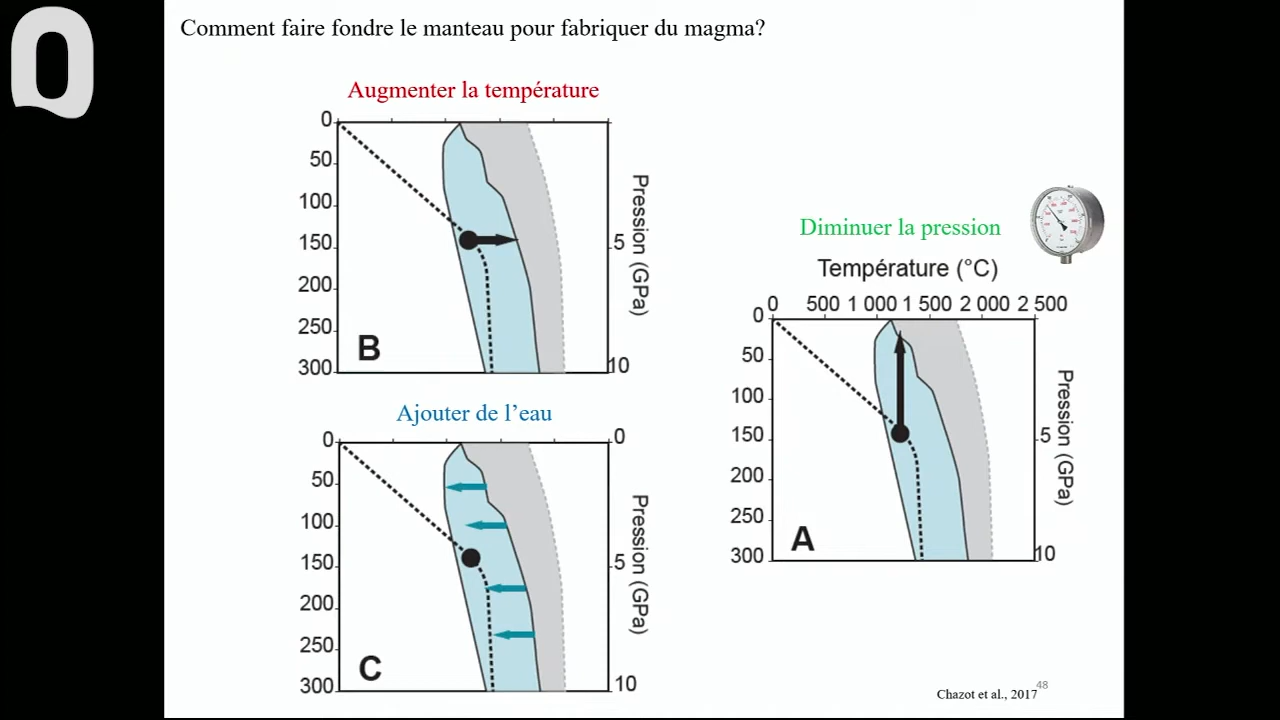 Q
Comment faire fondre le manteau pour fabriquer du magma?
Augmenter la température
0
50
100
150
200
250
300
5
10
Pression (GPa)
B
Ajouter de l’eau
0
0
50
100
150
200
250
300
5
10
Pression (GPa)
C
Diminuer la pression
Température (°C)
0 500 1 000 1 500 2 000 2 500
0
50
100
150
200
250
300
5
10
Pression (GPa)
A
Chazot et al., 2017
48